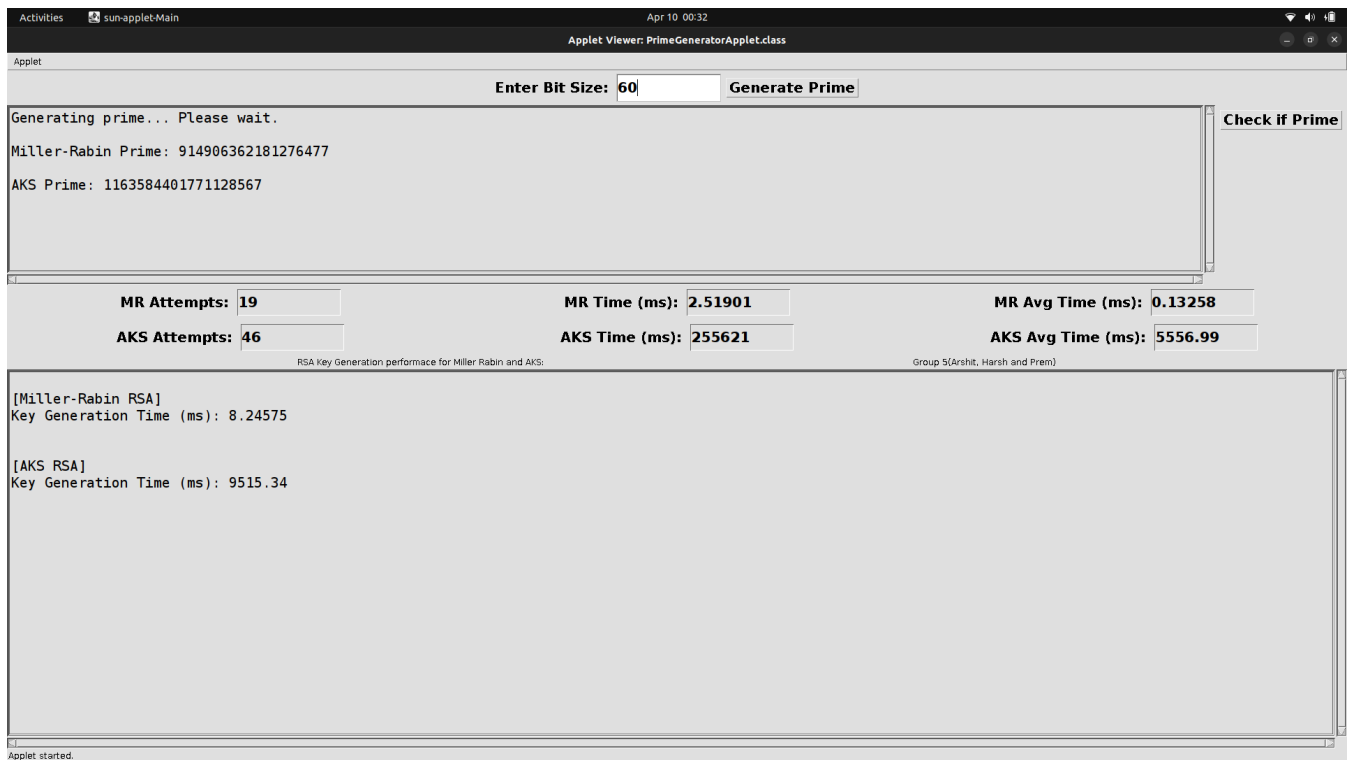 Activities sun-applet-Main Apr 10 00:32
Applet Viewer: PrimeGeneratorApplet.class
Applet
Enter Bit Size: 60 Generate Prime
Generating prime... Please wait.
Check if Prime
Miller-Rabin Prime: 914906362181276477
AKS Prime: 1163584401771128567
MR Attempts: 19 MR Time (ms): 2.51901 MR Avg Time (ms): 0.13258
AKS Attempts: 46 AKS Time (ms): 255621 AKS Avg Time (ms): 5556.99
RSA Key Generation performace for Miller Rabin and AKS: Group 5(Arshit, Harsh and Prem)
[Miller-Rabin RSA]
Key Generation Time (ms): 8.24575
[AKS RSA]
Key Generation Time (ms): 9515.34
Applet started.